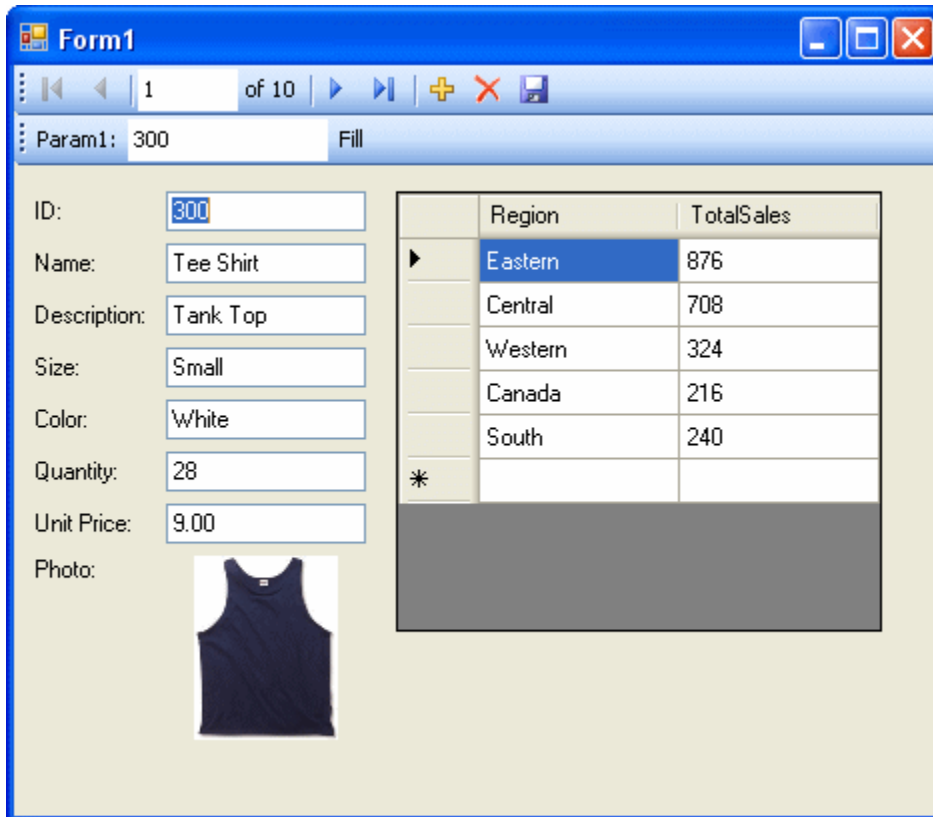 Form1
1 of 10
Param1: 300 Fill
ID: 300
Name: Tee Shirt
Description: Tank Top
Size: Small
Color: White
Quantity: 28
Unit Price: 9.00
Photo:
Region TotalSales
Eastern 876
Central 708
Western 324
Canada 216
South 240